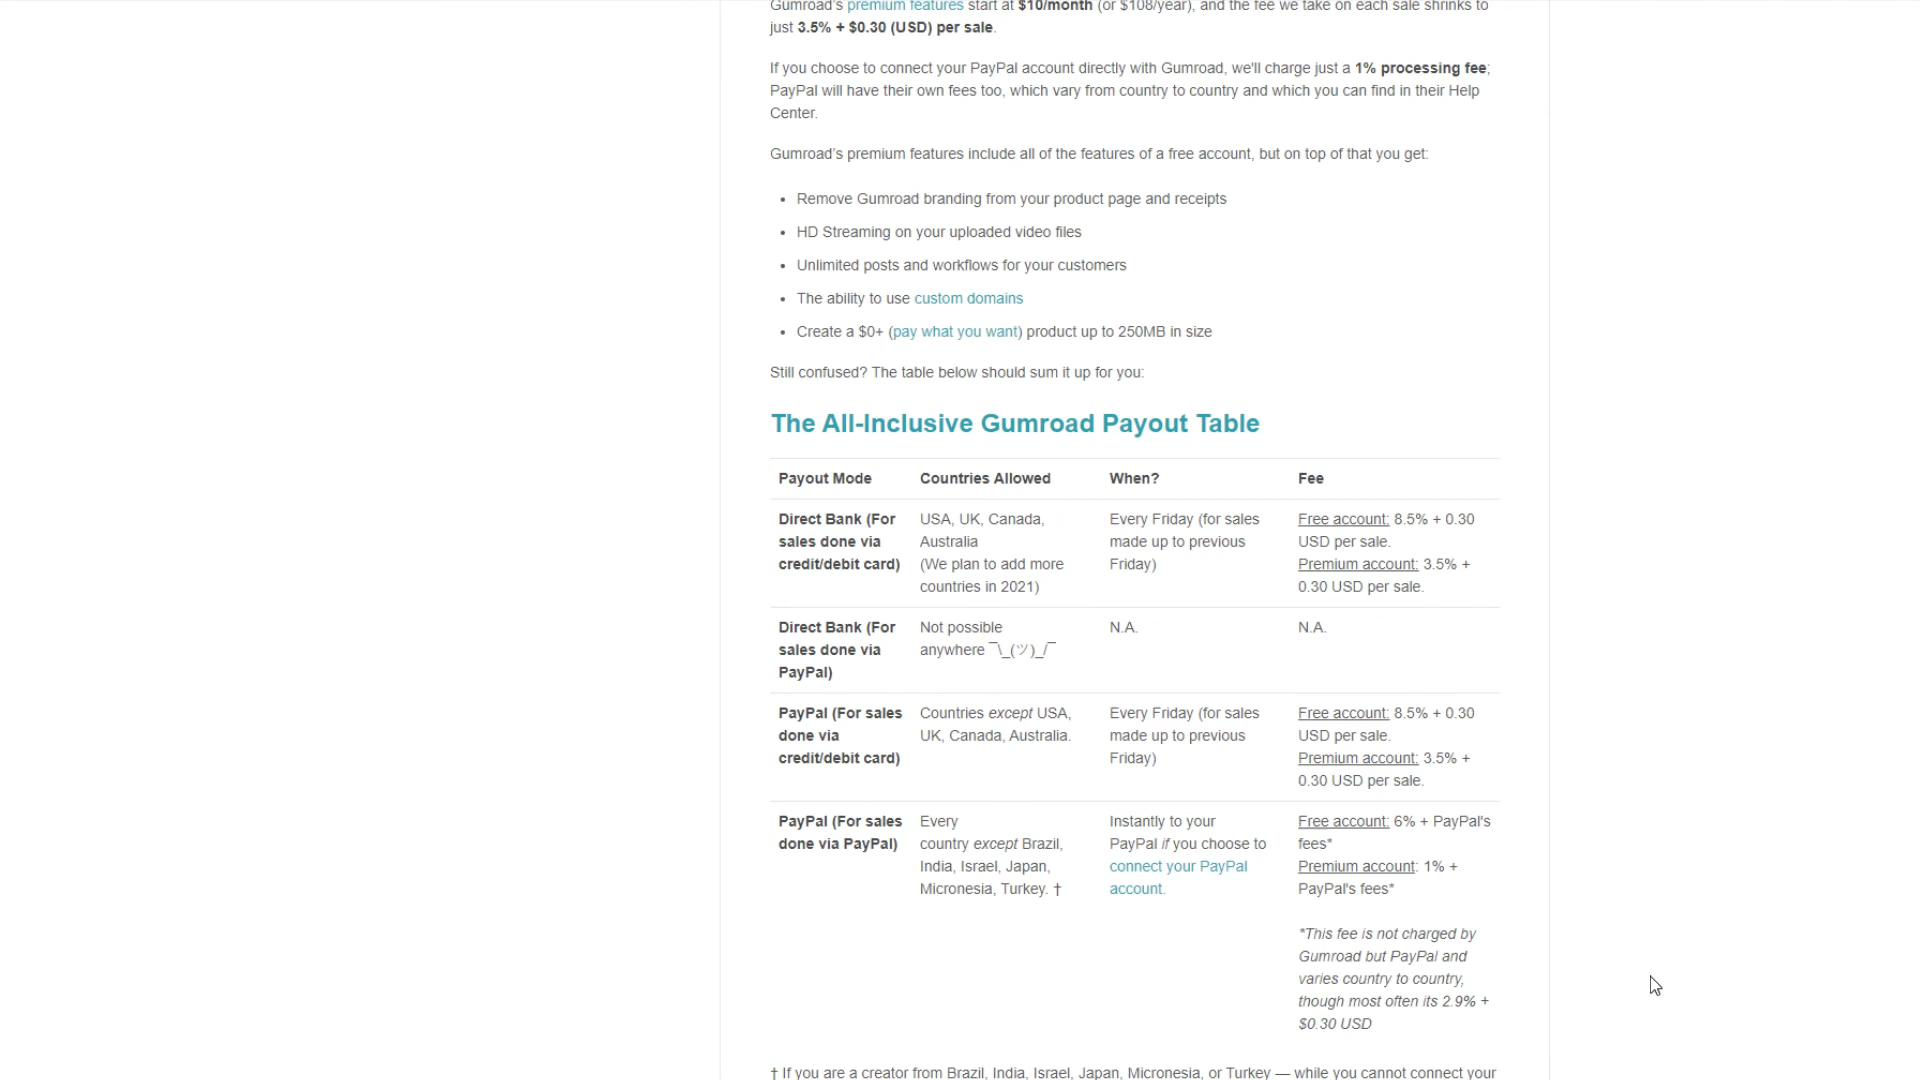 Gumroad's premium features start at $10/month (or $108/year), and the fee we take on each sale shrinks to
just 3.5% + $0.30 (USD) per sale.
If you choose to connect your PayPal account directly with Gumroad, we'll charge just a 1% processing fee;
PayPal will have their own fees too, which vary from country to country and which you can find in their Help
Center.
Gumroad's premium features include all of the features of a free account, but on top of that you get:
• Remove Gumroad branding from your product page and receipts
• HD Streaming on your uploaded video files
• Unlimited posts and workflows for your customers
• The ability to use custom domains
• Create a $0+ (pay what you want) product up to 250MB in size
Still confused? The table below should sum it up for you:
The All-Inclusive Gumroad Payout Table
Payout Mode
Countries Allowed
When?
Fee
Direct Bank (For
sales done via
credit/debit card)
USA, UK, Canada,
Australia
(We plan to add more
countries in 2021)
Every Friday (for sales
made up to previous
Friday)
Free account: 8.5% + 0.30
USD per sale.
Premium account: 3.5% +
0.30 USD per sale.
Direct Bank (For
sales done via
PayPal)
Not possible
anywhere ¯\_(ツ)_/¯
N.A.
N.A.
PayPal (For sales
done via
credit/debit card)
Countries except USA,
UK, Canada, Australia.
Every Friday (for sales
made up to previous
Friday)
Free account: 8.5% + 0.30
USD per sale.
Premium account: 3.5% +
0.30 USD per sale.
PayPal (For sales
done via PayPal)
Every
country except Brazil,
India, Israel, Japan,
Micronesia, Turkey. †
Instantly to your
PayPal if you choose to
connect your PayPal
account.
Free account: 6% + PayPal's
fees*
Premium account: 1% +
PayPal's fees*
*This fee is not charged by
Gumroad but PayPal and
varies country to country,
though most often its 2.9% +
$0.30 USD
† If you are a creator from Brazil, India, Israel, Japan, Micronesia, or Turkey — while you cannot connect your